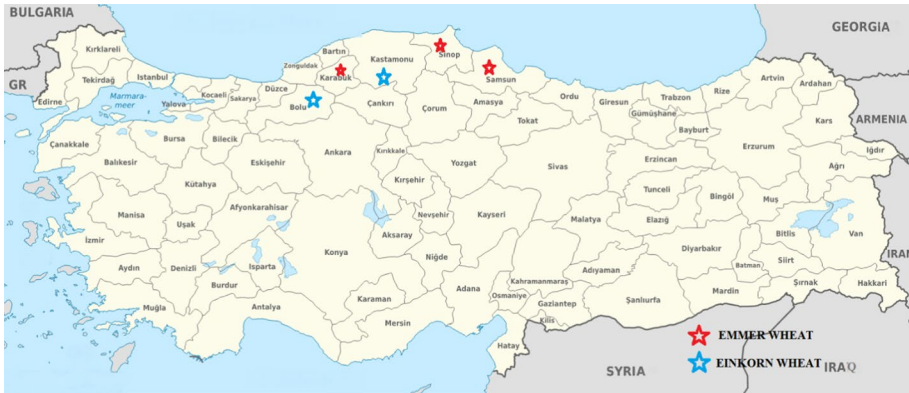 BULGARIA
GEORGIA
Kırklareli
Bartın
Sinop
Kastamonu
Zonguldak
Karabük
Samsun
Artvin
Ardahan
Tekirdağ
Istanbul
Kocaeli
Düzce
GR
Edirne
Marmara-
meer
Yalova
Sakarya
Bolu
Çankırı
Çorum
Amasya
Ordu
Giresun
Trabzon
Rize
Kars
Tokat
Gümüşhane
Bayburt
ARMENIA
Çanakkale
Bursa
Bilecik
Ankara
Kırıkkale
Yozgat
Sivas
Erzincan
Erzurum
Iğdır
Ağrı
Balıkesir
Eskişehir
Kütahya
Kırşehir
Tunceli
Bingöl
Muş
Manisa
Uşak
Afyonkarahisar
Nevşehir
Kayseri
Malatya
Elazığ
Bitlis
Van
İzmir
Konya
Aksaray
Niğde
Diyarbakır
Siirt
IRAN
Aydın
Denizli
Isparta
Burdur
Kahramanmaraş
Adıyaman
Batman
Şırnak
Hakkari
Muğla
Antalya
Karaman
Mersin
Adana
Osmaniye
Gaziantep
Kilis
Şanlıurfa
Mardin
Hatay
EMMER WHEAT
EINKORN WHEAT
SYRIA
IRAQ